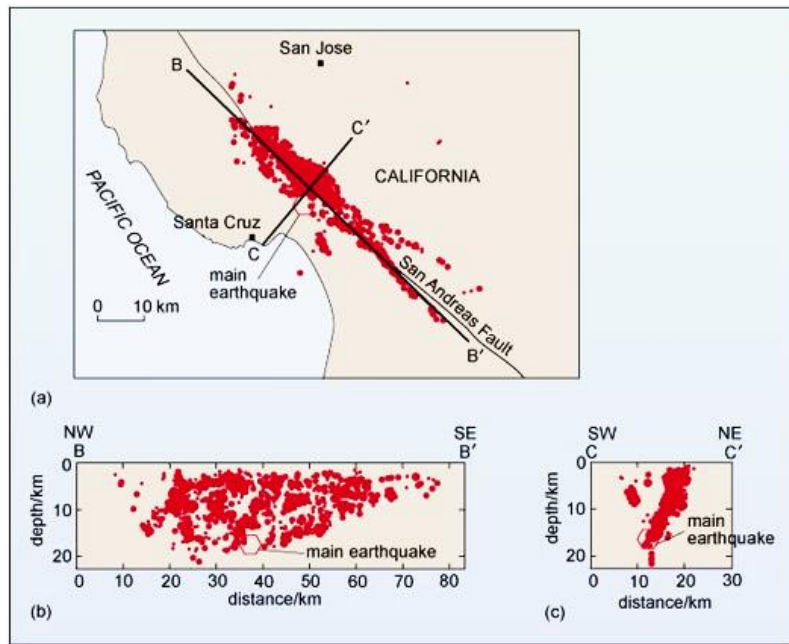 San Jose
B
C′
CALIFORNIA
PACIFIC OCEAN
Santa Cruz
C
main
earthquake
San Andreas Fault
0 10 km
B′
(a)
NW
B
SE
B′
0
10
20
depth/km
main earthquake
0 10 20 30 40 50 60 70 80
distance/km
(b)
SW
C
NE
C′
0
10
20
depth/km
main
earthquake
0 10 20 30
distance/km
(c)